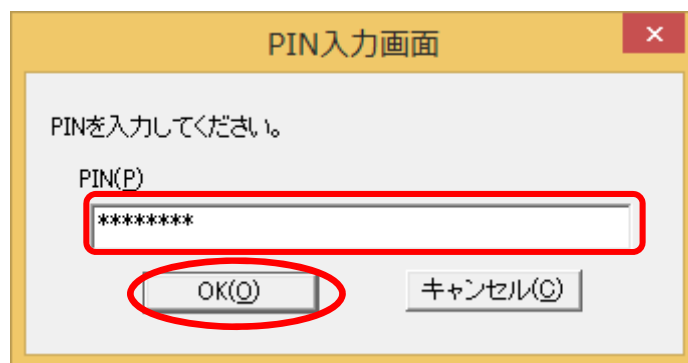 PIN入力画面
×
PINを入力してください。
PIN(P)
********
OK(O) キャンセル(C)